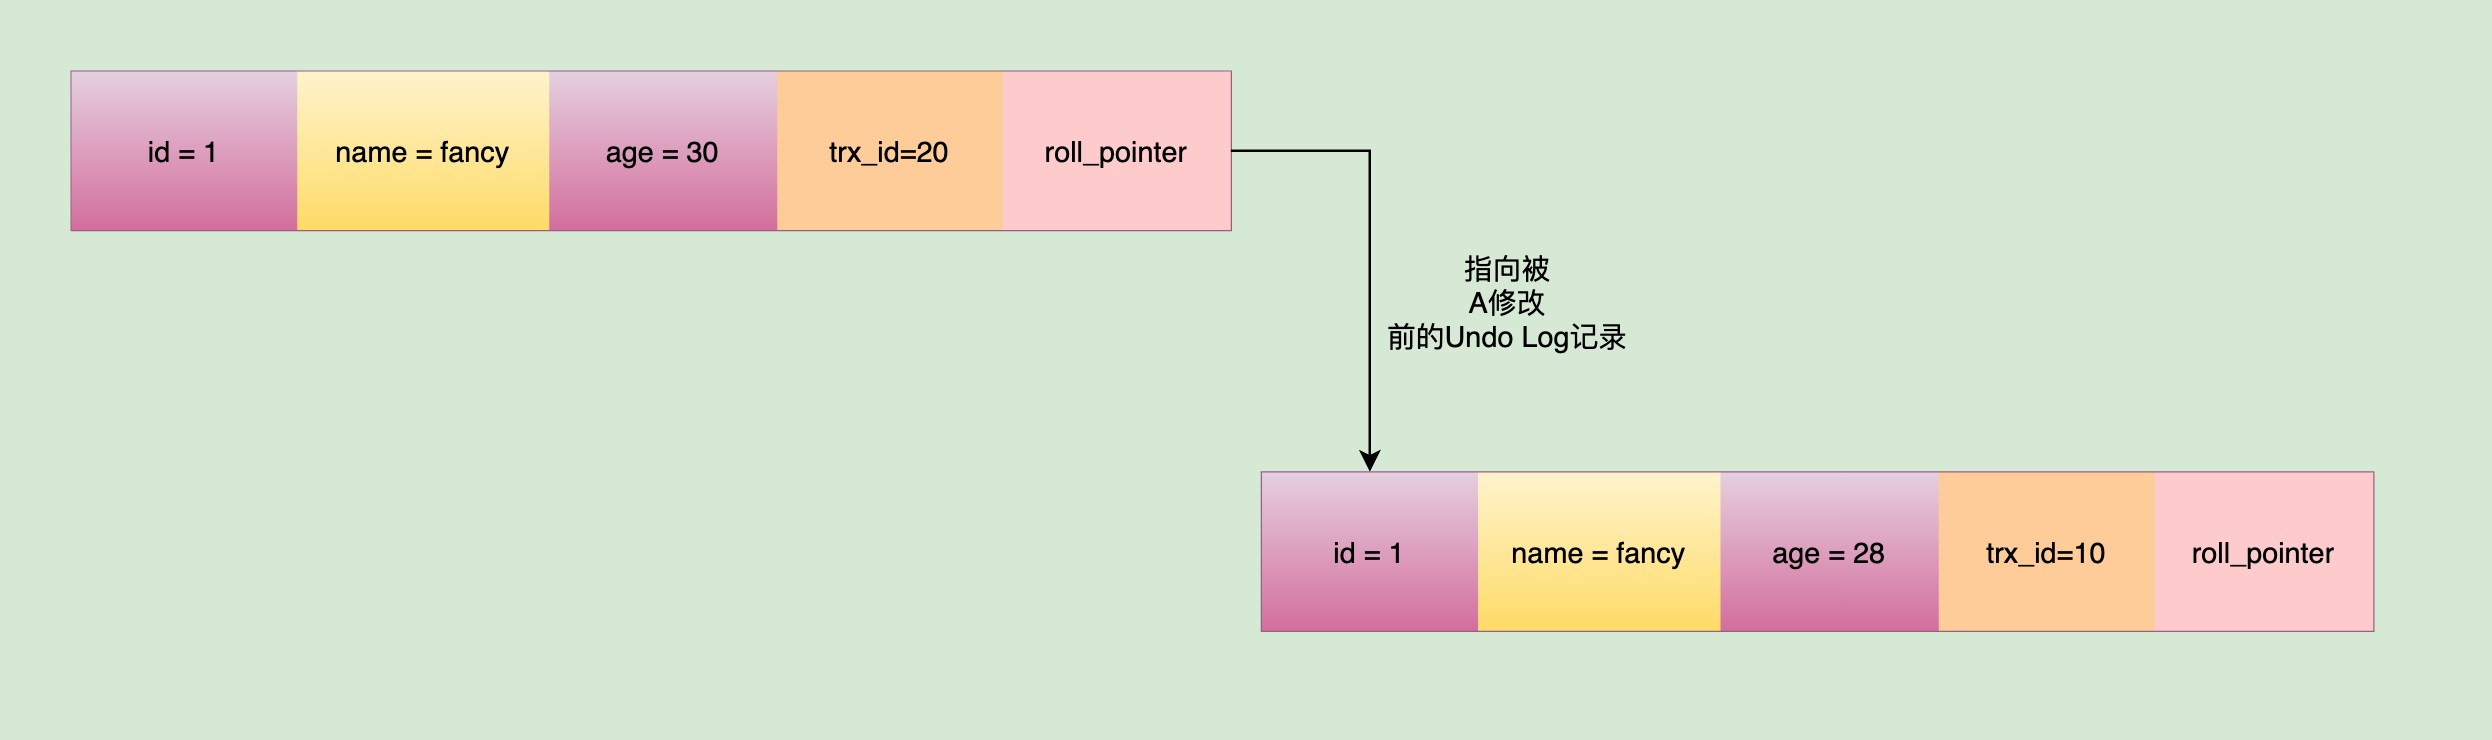 id = 1 name = fancy age = 30 trx_id=20 roll_pointer
指向被
A修改
前的Undo Log记录
id = 1 name = fancy age = 28 trx_id=10 roll_pointer